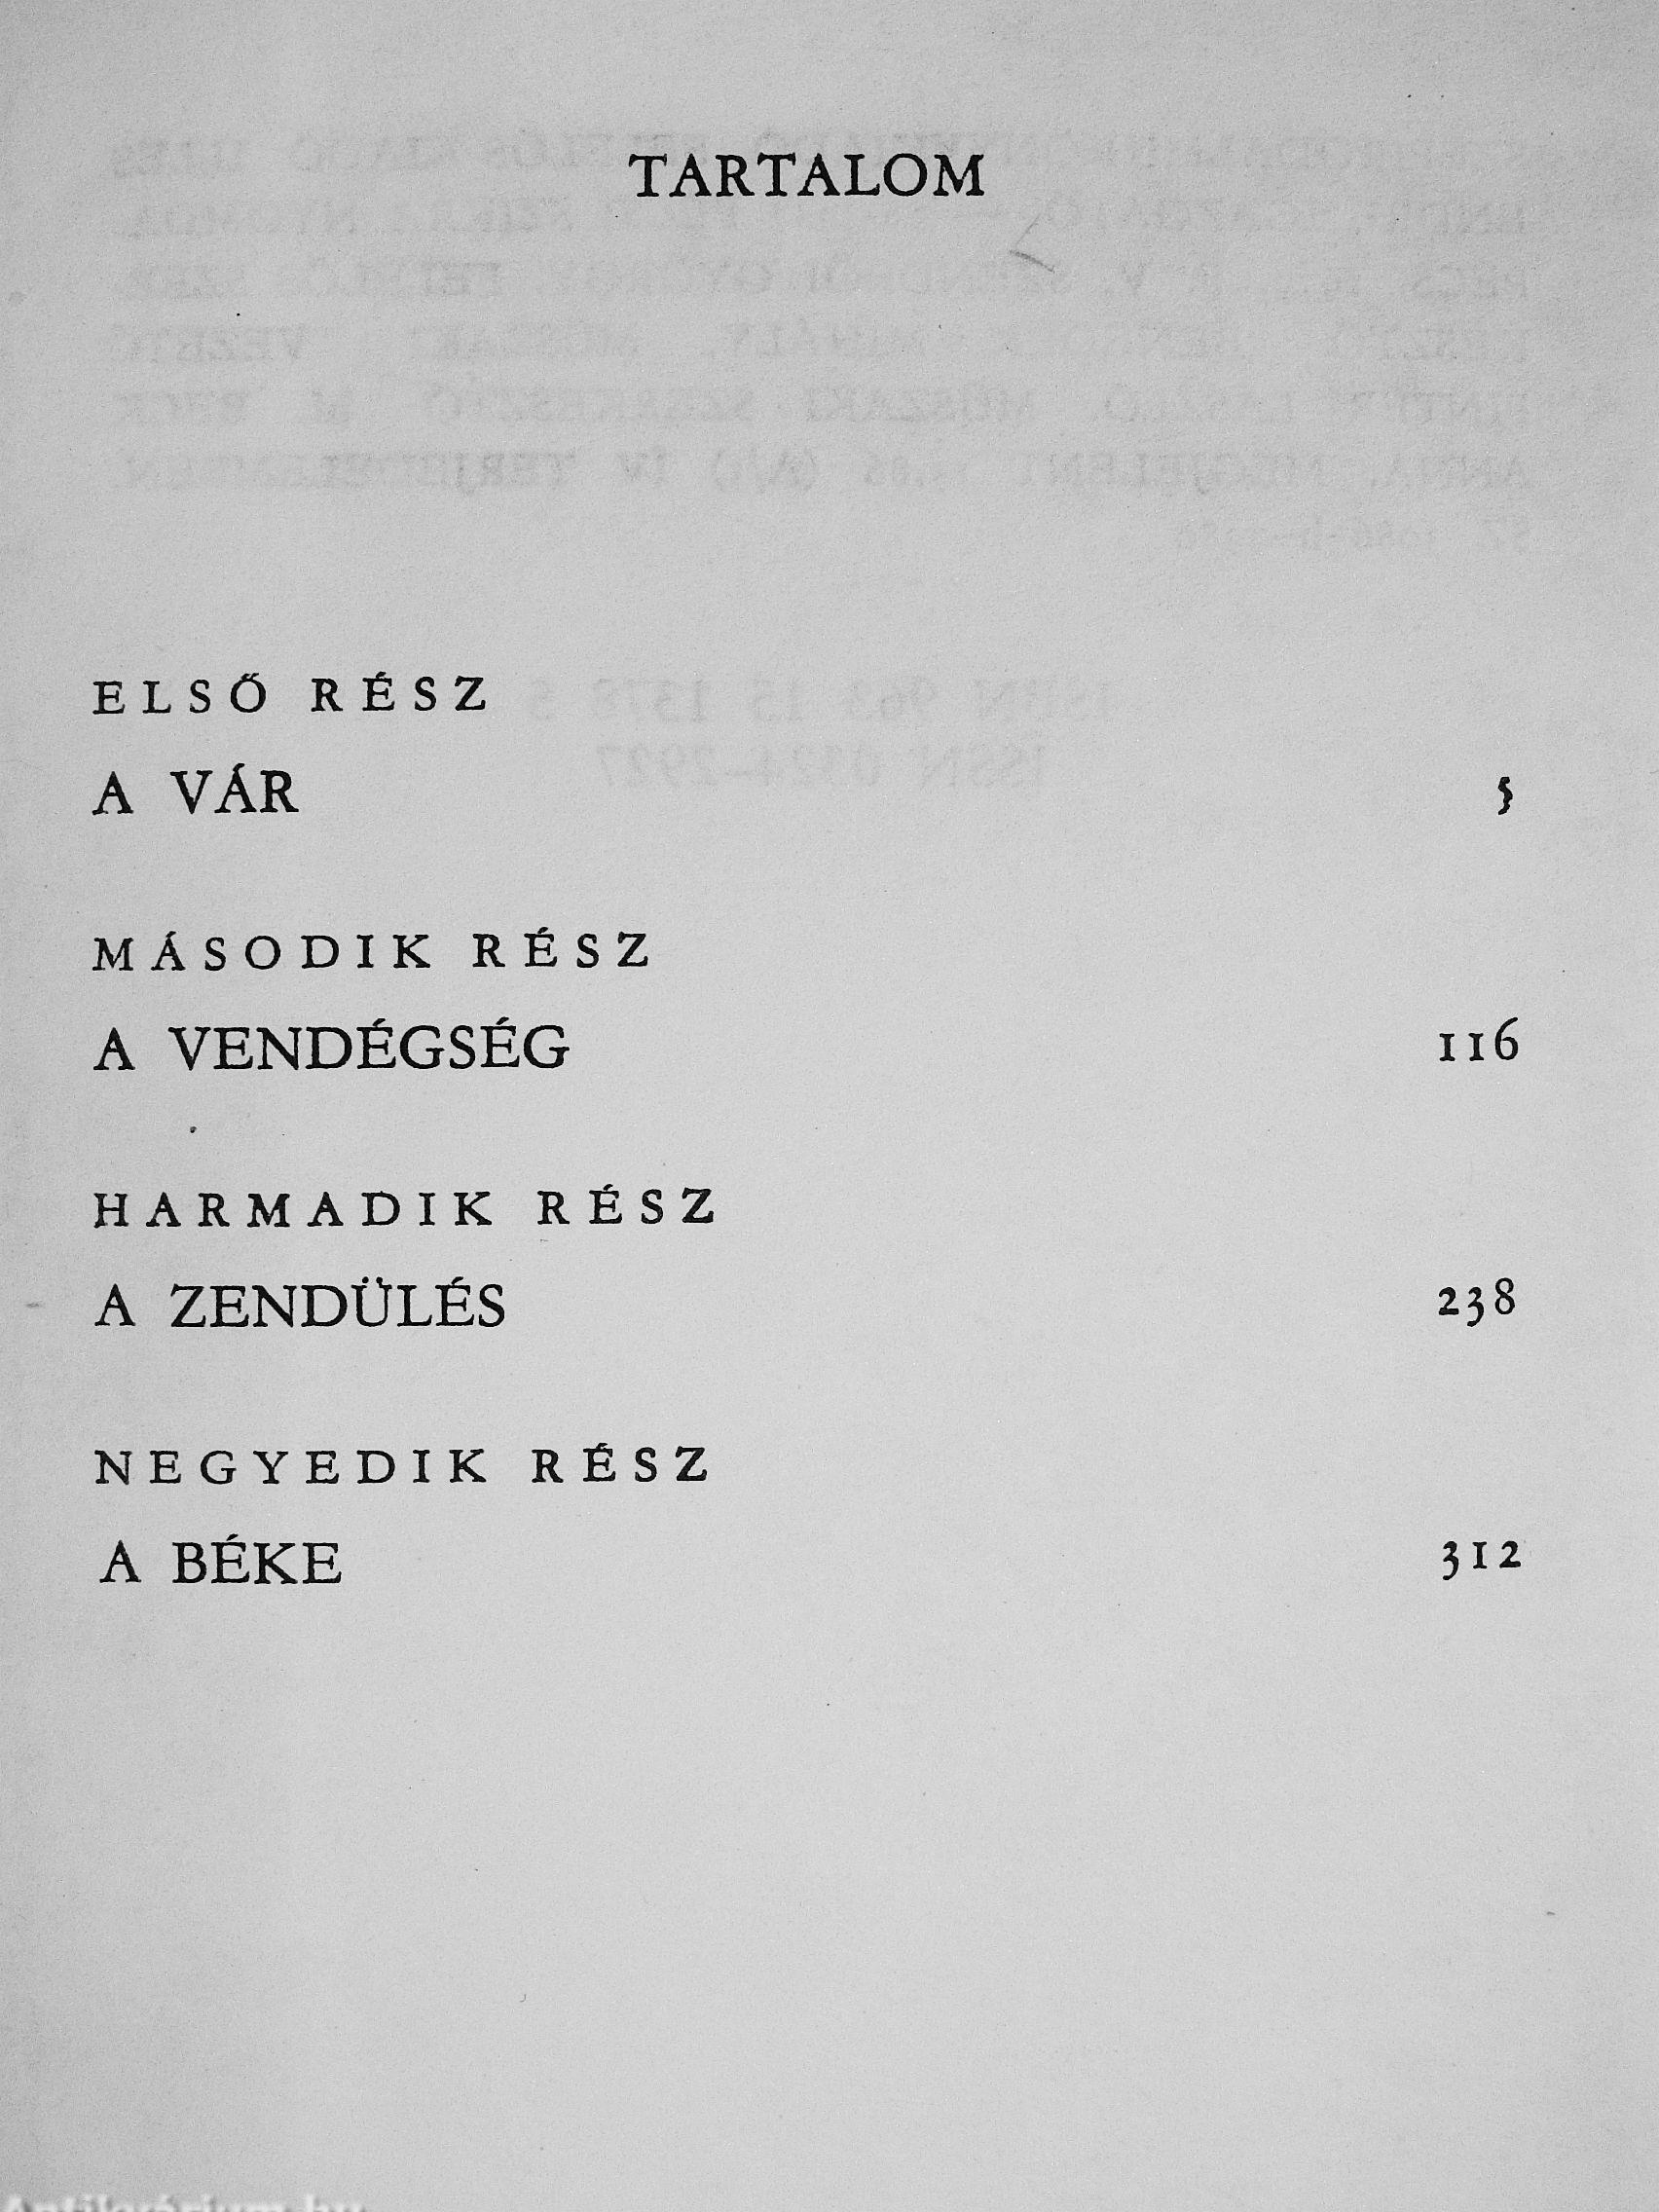 TARTALOM
ELSŐ RÉSZ
A VÁR 5
MÁSODIK RÉSZ
A VENDÉGSÉG 116
HARMADIK RÉSZ
A ZENDÜLÉS 238
NEGYEDIK RÉSZ
A BÉKE 312